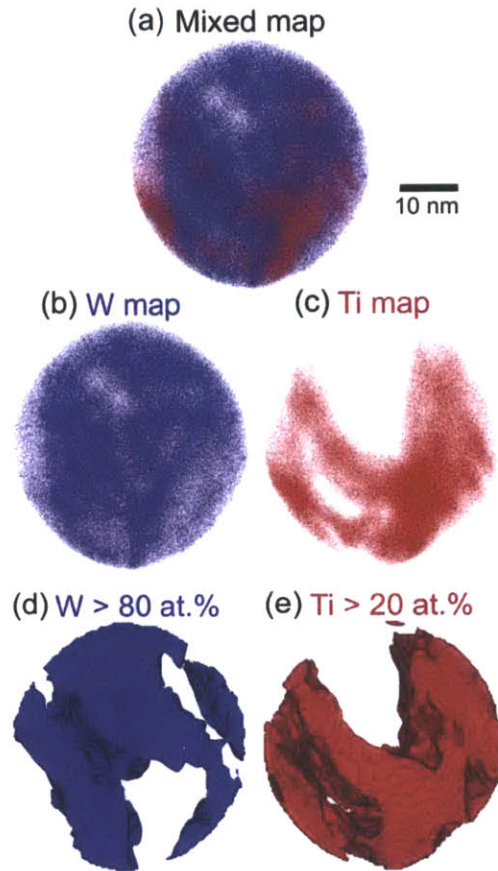 (a) Mixed map
10 nm
(b) W map
(c) Ti map
(d) W > 80 at.%
(e) Ti > 20 at.%